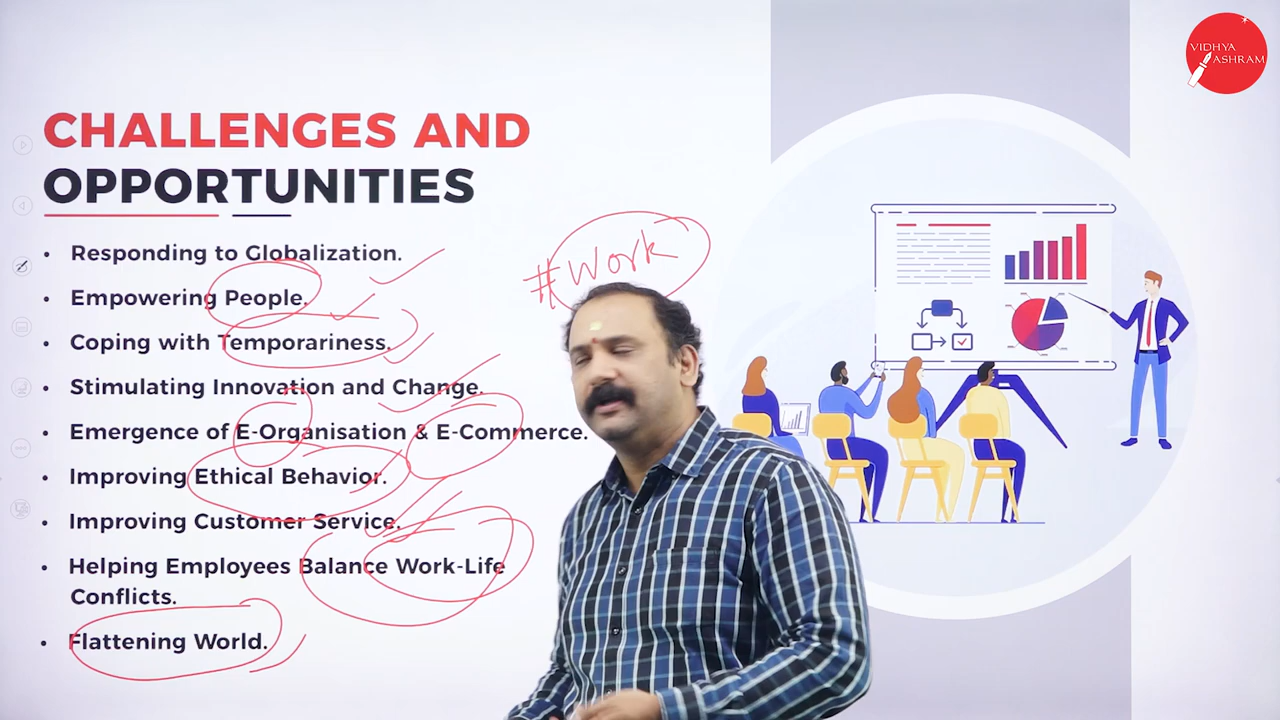 VIDHYA
ASHRAM
CHALLENGES AND
OPPORTUNITIES
• Responding to Globalization.
• Empowering People.
• Coping with Temporariness.
• Stimulating Innovation and Change.
• Emergence of E-Organisation & E-Commerce.
• Improving Ethical Behavior.
• Improving Customer Service.
• Helping Employees Balance Work-Life
Conflicts.
• Flattening World.
#Work